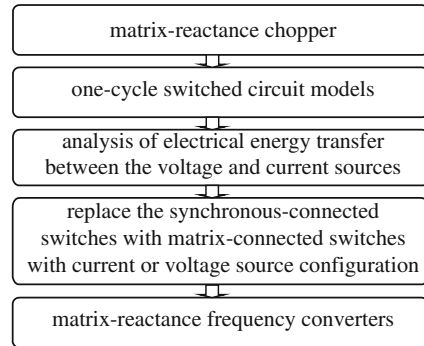 matrix-reactance chopper
one-cycle switched circuit models
analysis of electrical energy transfer
between the voltage and current sources
replace the synchronous-connected
switches with matrix-connected switches
with current or voltage source configuration
matrix-reactance frequency converters